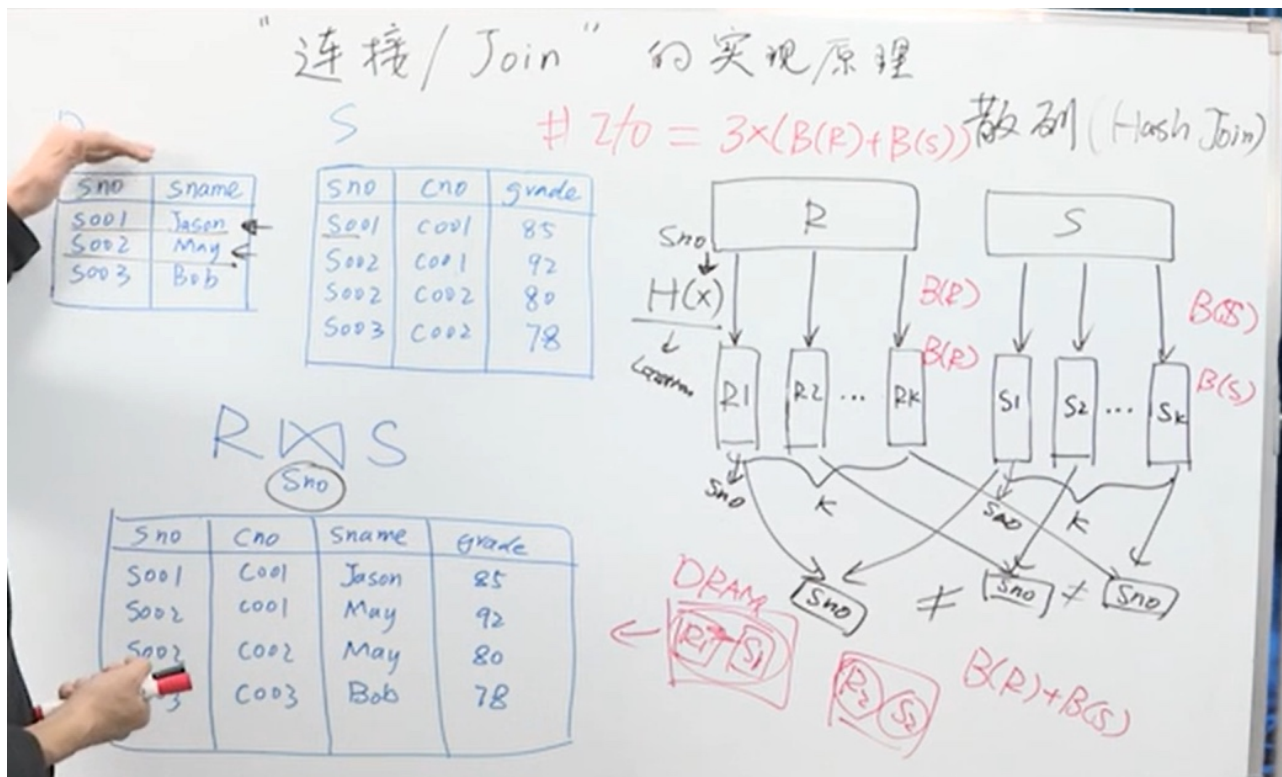 "连接/Join"的实现原理
S
# I/O = 3×(B(R)+B(S))
散列(Hash Join)
sno sname
S001 Jason
S002 May
S003 Bob
sno cno grade
S001 C001 85
S002 C001 92
S002 C002 80
S003 C002 78
R ⋈ S
Sno
Sno Cno Sname grade
S001 C001 Jason 85
S002 C001 May 92
S002 C002 May 80
3 C003 Bob 78
R S
Sno
H(x)
B(R) B(S)
B(R) B(S)
R1 R2 ... RK S1 S2 ... SK
Sno K Sno K
Sno ≠ Sno ≠ Sno
DRAM
R1 S1
R2 S2
B(R)+B(S)